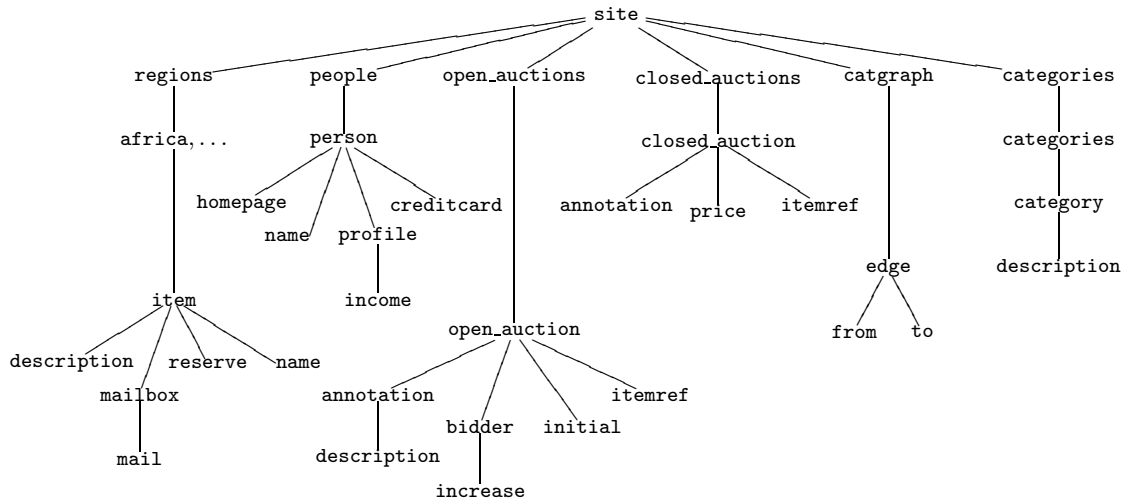 site
regions people open_auctions closed_auctions catgraph categories
africa,... person closed_auction categories
homepage creditcard annotation price itemref category
name profile
edge description
item income
open_auction from to
description reserve name
mailbox annotation itemref
bidder initial
mail description
increase